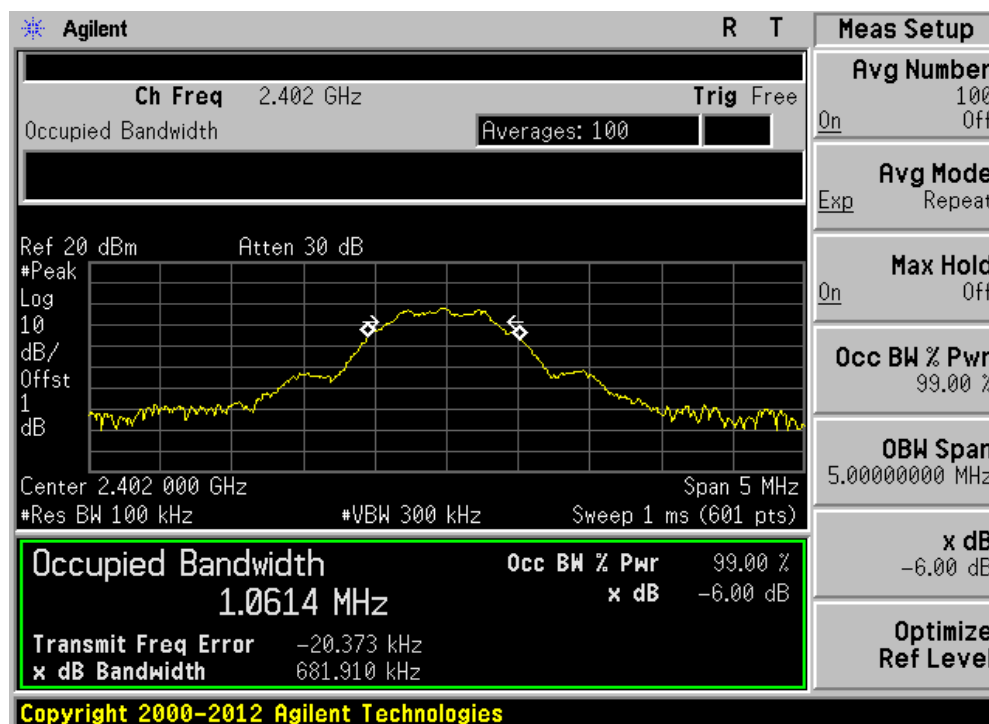 Agilent R T
Ch Freq 2.402 GHz Trig Free
Occupied Bandwidth Averages: 100
Ref 20 dBm Atten 30 dB
#Peak
Log
10
dB/
Offst
1
dB
Center 2.402 000 GHz Span 5 MHz
#Res BW 100 kHz #VBW 300 kHz Sweep 1 ms (601 pts)
Occupied Bandwidth Occ BW % Pwr 99.00 %
1.0614 MHz x dB -6.00 dB
Transmit Freq Error -20.373 kHz
x dB Bandwidth 681.910 kHz
Copyright 2000-2012 Agilent Technologies
Meas Setup
Avg Number
100
On Off
Avg Mode
Exp Repeat
Max Hold
On Off
Occ BW % Pwr
99.00 %
OBW Span
5.00000000 MHz
x dB
-6.00 dB
Optimize
Ref Level